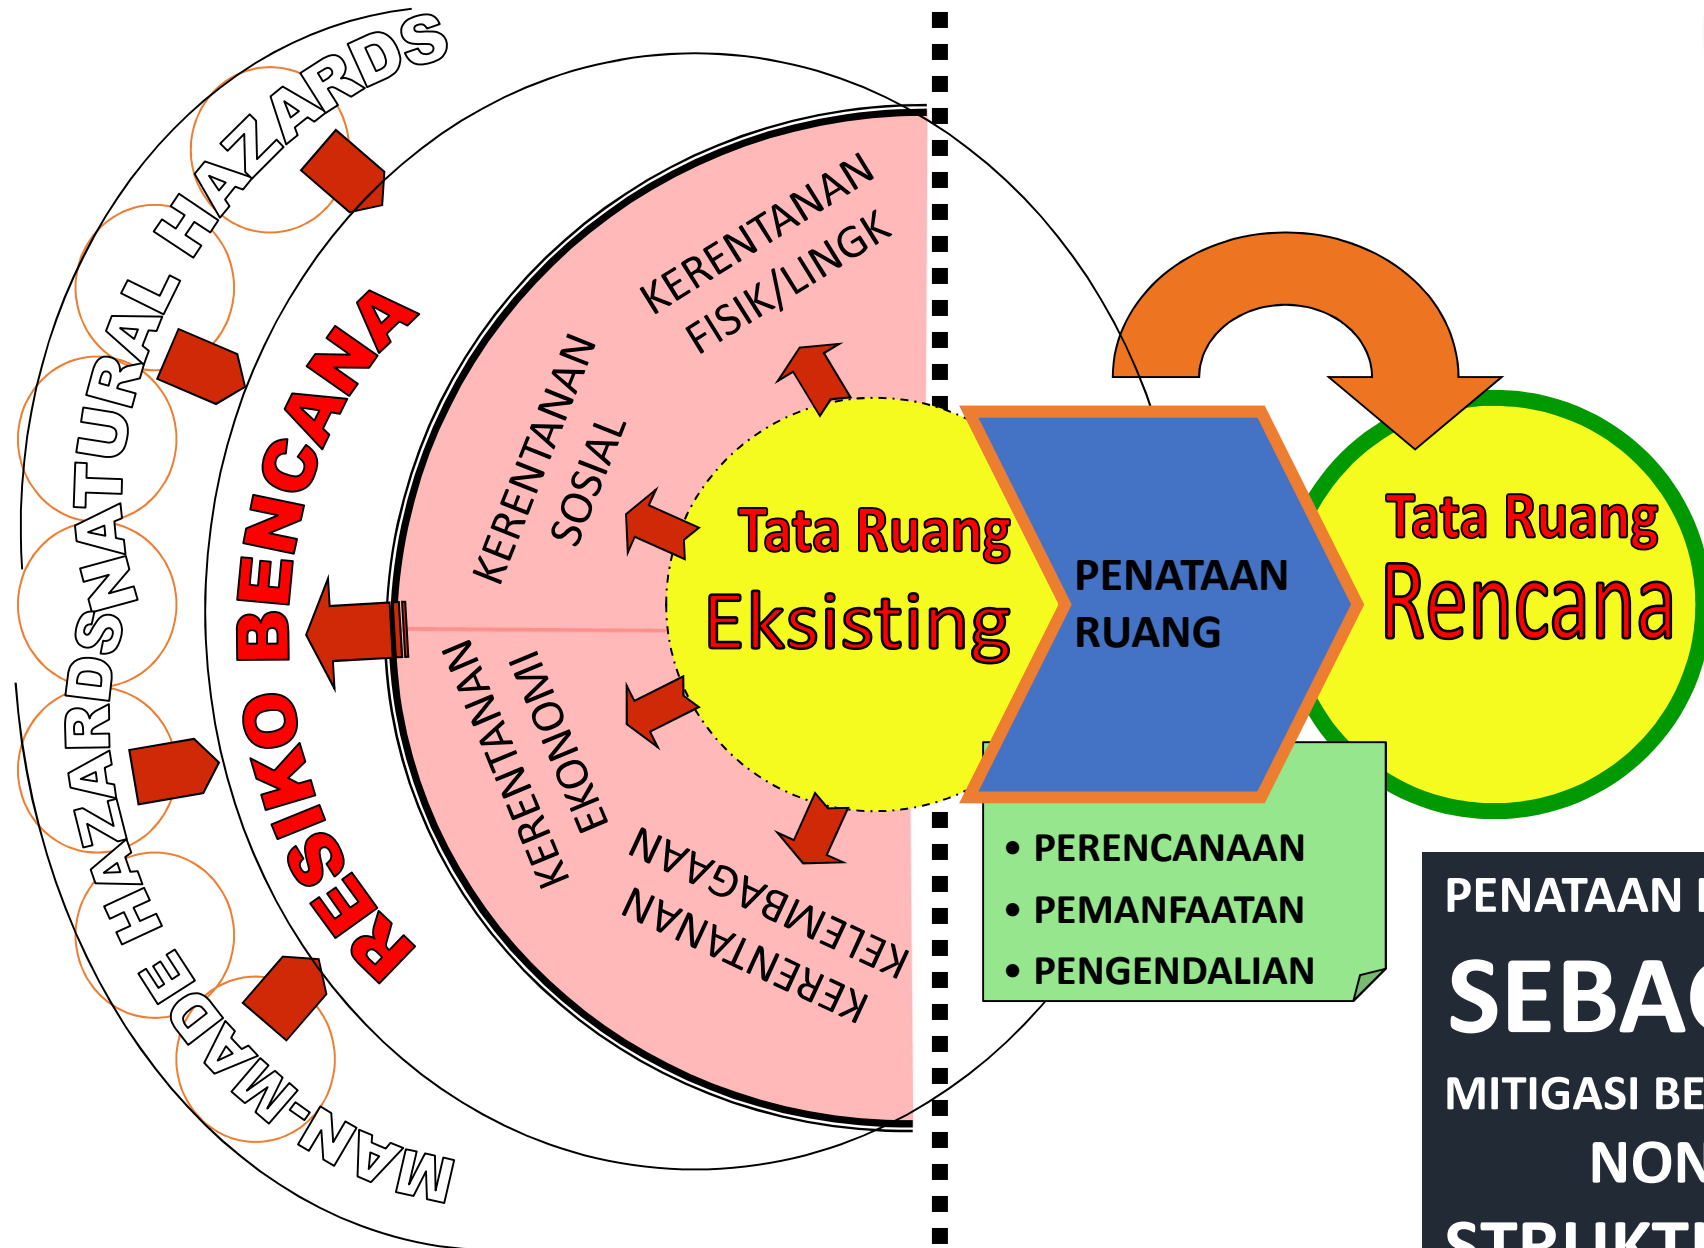 NATURAL HAZARDS
MAN-MADE HAZARDS
RESIKO BENCANA
KERENTANAN
FISIK/LINGK
KERENTANAN
SOSIAL
KERENTANAN
EKONOMI
KERENTANAN
KELEMBAGAAN
Tata Ruang
Eksisting
PENATAAN
RUANG
Tata Ruang
Rencana
• PERENCANAAN
• PEMANFAATAN
• PENGENDALIAN
PENATAAN
MITIGASI
NON